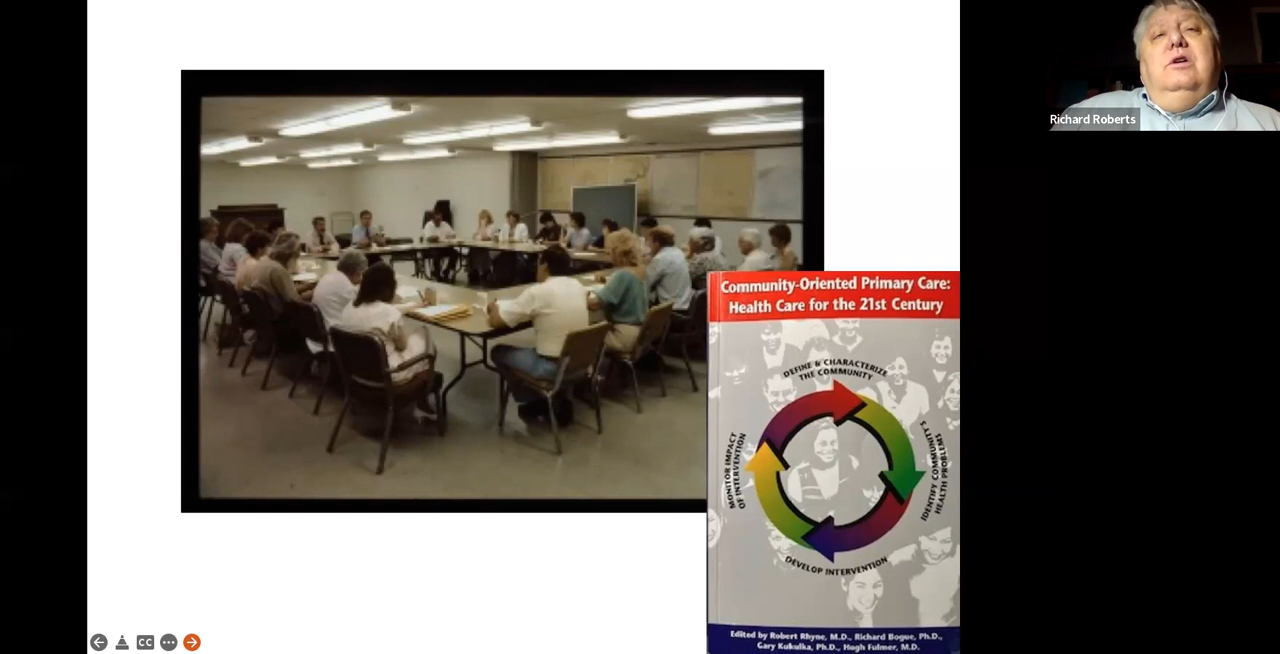 Richard Roberts
Community-Oriented Primary Care:
Health Care for the 21st Century
DEFINE & CHARACTERIZE
THE COMMUNITY
IDENTIFY COMMUNITY'S
HEALTH PROBLEMS
DEVELOP INTERVENTION
MONITOR IMPACT
OF INTERVENTION
Edited by Robert Rhyne, M.D., Richard Bogue, Ph.D.,
Gary Kukulka, Ph.D., Hugh Fulmer, M.D.
CC